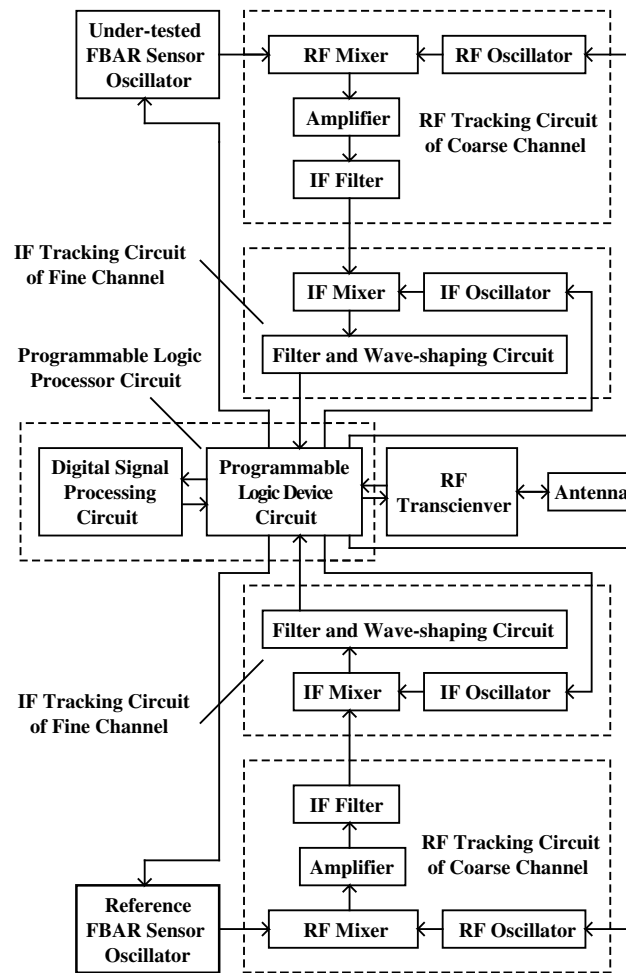 Under-tested
FBAR Sensor
Oscillator
RF Mixer
RF Oscillator
Amplifier
RF Tracking Circuit
of Coarse Channel
IF Filter
IF Tracking Circuit
of Fine Channel
IF Mixer
IF Oscillator
Filter and Wave-shaping Circuit
Programmable Logic
Processor Circuit
Digital Signal
Processing
Circuit
Programmable
Logic Device
Circuit
RF
Transcienver
Antenna
Filter and Wave-shaping Circuit
IF Tracking Circuit
of Fine Channel
IF Mixer
IF Oscillator
IF Filter
RF Tracking Circuit
of Coarse Channel
Amplifier
Reference
FBAR Sensor
Oscillator
RF Mixer
RF Oscillator